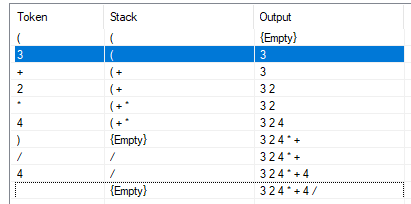 Token Stack Output
( ( {Empty}
3 ( 3
+ ( + 3
2 ( + 3 2
* ( + * 3 2
4 ( + * 3 2 4
) {Empty} 3 2 4 * +
/ / 3 2 4 * +
4 / 3 2 4 * + 4
{Empty} 3 2 4 * + 4 /